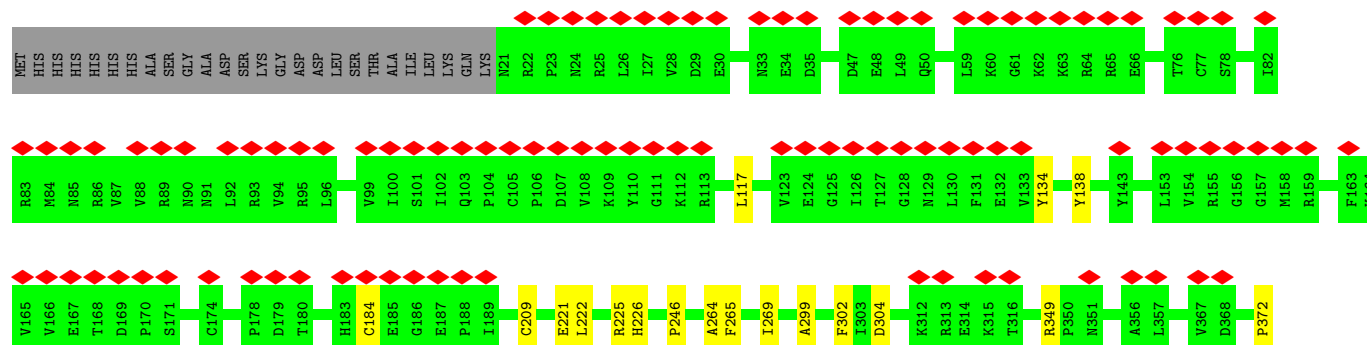 MET HIS HIS HIS HIS HIS HIS ALA SER GLY ALA ASP SER LYS GLY ASP ASP LEU SER THR ALA ILE LEU LYS GLN LYS N21 R22 P23 N24 R25 L26 I27 V28 D29 E30 N33 E34 D35 D47 E48 L49 Q50 L59 K60 G61 K62 K63 R64 R65 E66 T76 C77 S78 I82
R83 M84 N85 R86 V87 V88 R89 N90 N91 L92 R93 V94 R95 L96 V99 I100 S101 I102 Q103 P104 C105 P106 D107 V108 K109 Y110 G111 K112 R113 L117 V123 E124 G125 I126 T127 G128 N129 L130 F131 E132 V133 Y134 Y138 Y143 L153 V154 R155 G156 G157 M158 R159 F163
V165 V166 E167 T168 D169 P170 S171 C174 P178 D179 T180 H183 C184 E185 G186 E187 P188 I189 C209 E221 L222 R225 H226 P246 A264 F265 I269 A299 F302 I303 D304 K312 R313 E314 K315 T316 R349 P350 N351 A356 L357 V367 D368 P372